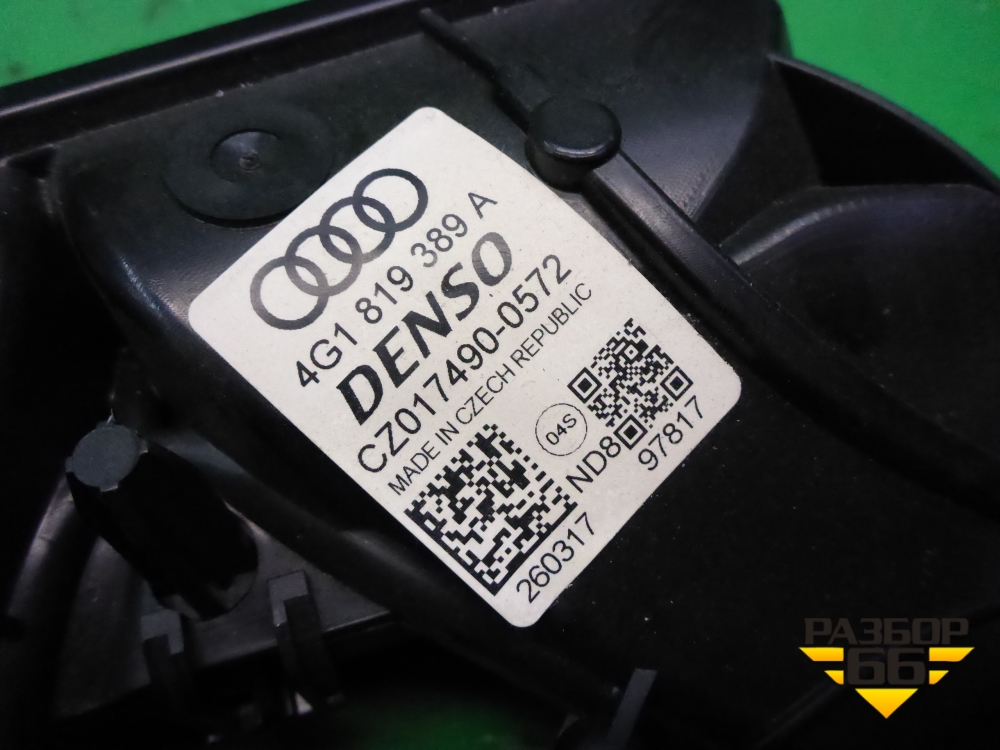 4G1 819 389 A
DENSO
CZ017490-0572
MADE IN CZECH REPUBLIC
04S
ND8
97817
260317
РАЗБОР
66